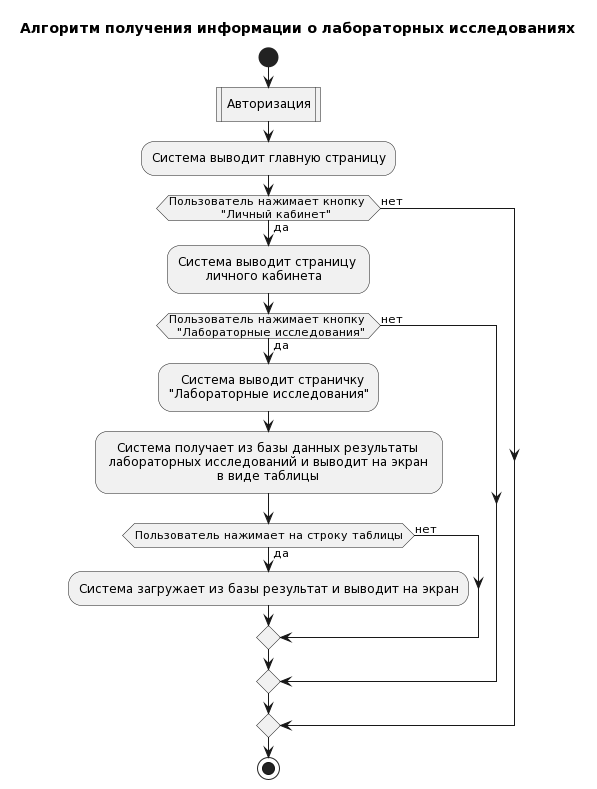 Алгоритм получения информации о лабораторных исследованиях
Авторизация
Система выводит главную страницу
Пользователь нажимает кнопку
"Личный кабинет"
нет
да
Система выводит страницу
личного кабинета
Пользователь нажимает кнопку
"Лабораторные исследования"
нет
да
Система выводит страничку
"Лабораторные исследования"
Система получает из базы данных результаты
лабораторных исследований и выводит на экран
в виде таблицы
Пользователь нажимает на строку таблицы
нет
да
Система загружает из базы результат и выводит на экран